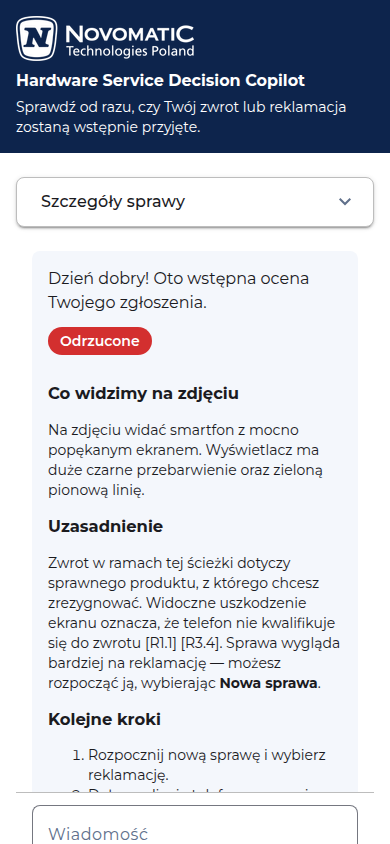 N NOVOMATIC
Technologies Poland
Hardware Service Decision Copilot
Sprawdź od razu, czy Twój zwrot lub reklamacja
zostaną wstępnie przyjęte.
Szczegóły sprawy
Dzień dobry! Oto wstępna ocena
Twojego zgłoszenia.
Odrzucone
Co widzimy na zdjęciu
Na zdjęciu widać smartfon z mocno
popękanym ekranem. Wyświetlacz ma
duże czarne przebarwienie oraz zieloną
pionową linię.
Uzasadnienie
Zwrot w ramach tej ścieżki dotyczy
sprawnego produktu, z którego chcesz
zrezygnować. Widoczne uszkodzenie
ekranu oznacza, że telefon nie kwalifikuje
się do zwrotu [R1.1] [R3.4]. Sprawa wygląda
bardziej na reklamację — możesz
rozpocząć ją, wybierając Nowa sprawa.
Kolejne kroki
1. Rozpocznij nową sprawę i wybierz
reklamację.
Wiadomość